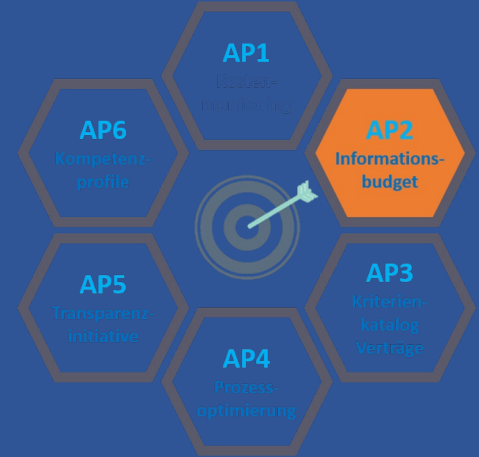 AP1
AP6
Kompetenz-
profile
AP2
Informations-
budget
AP5
Transparenz-
initiative
AP3
Kriterien-
katalog
Verträge
AP4
Prozess-
optimierung